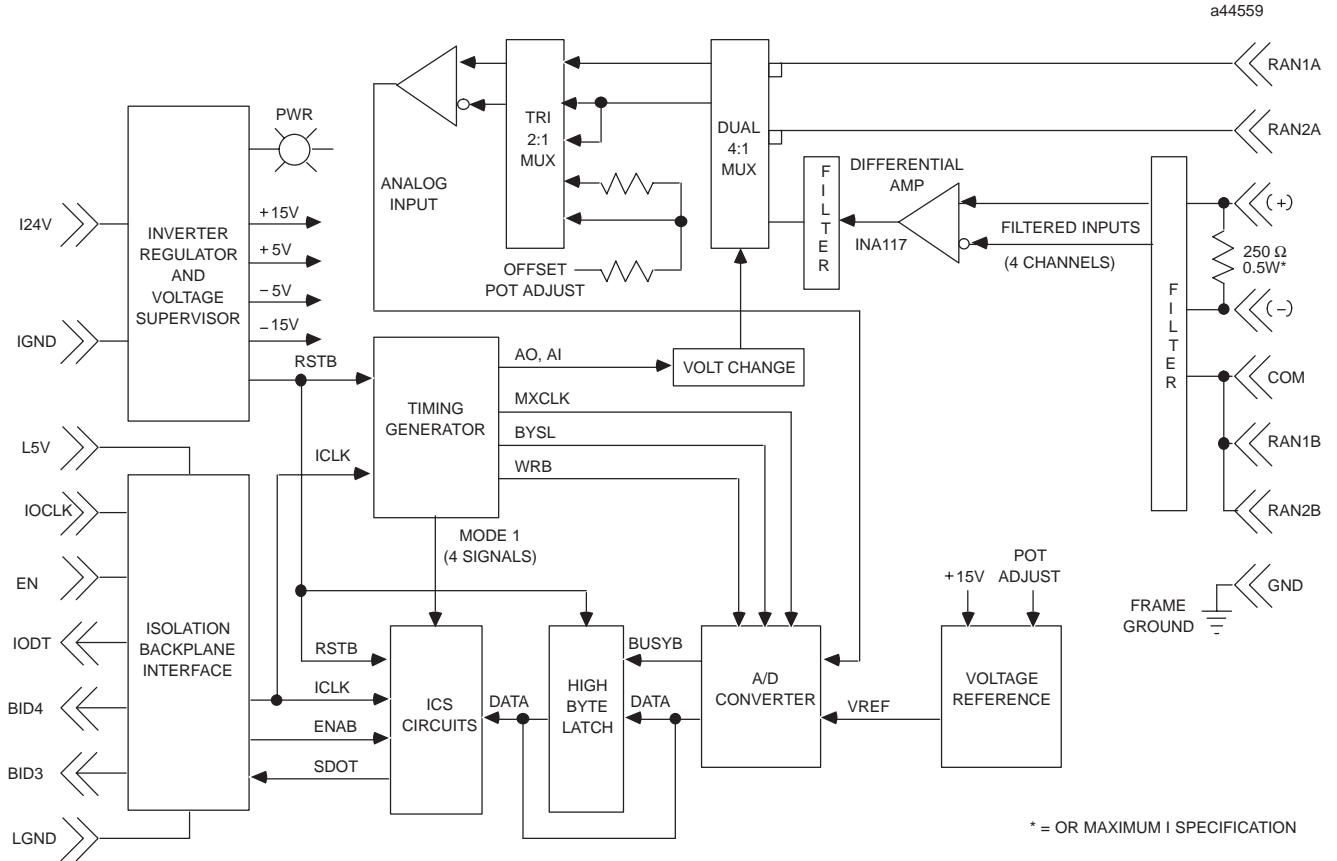 a44559
RAN1A
PWR
TRI
2:1
MUX
DUAL
4:1
MUX
RAN2A
ANALOG
INPUT
F
I
L
T
E
R
DIFFERENTIAL
AMP
INA117
FILTERED INPUTS
(4 CHANNELS)
F
I
L
T
E
R
(+)
250 Ω
0.5W*
(−)
I24V
INVERTER
REGULATOR
AND
VOLTAGE
SUPERVISOR
+15V
+5V
−5V
−15V
OFFSET
POT ADJUST
IGND
RSTB
TIMING
GENERATOR
AO, AI
VOLT CHANGE
COM
MXCLK
BYSL
WRB
RAN1B
L5V
ICLK
IOCLK
RAN2B
MODE 1
(4 SIGNALS)
EN
+15V
POT
ADJUST
GND
FRAME
GROUND
ISOLATION
BACKPLANE
INTERFACE
IODT
BID4
BID3
LGND
RSTB
ICLK
ENAB
SDOT
ICS
CIRCUITS
DATA
HIGH
BYTE
LATCH
BUSYB
DATA
A/D
CONVERTER
VREF
VOLTAGE
REFERENCE
* = OR MAXIMUM I SPECIFICATION